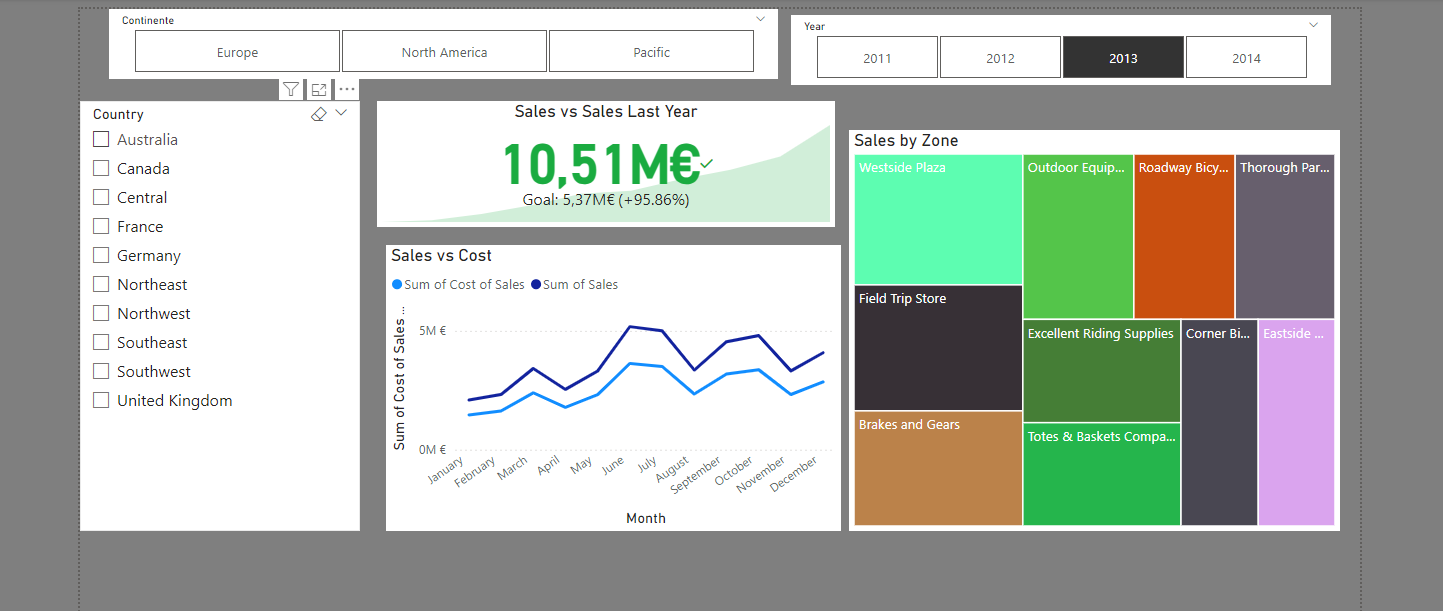 Continente
Europe
North America
Pacific
Year
2011
2012
2013
2014
Country
Australia
Canada
Central
France
Germany
Northeast
Northwest
Southeast
Southwest
United Kingdom
Sales vs Sales Last Year
10,51M€
Goal: 5,37M€ (+95.86%)
Sales vs Cost
Sum of Cost of Sales
Sum of Sales
Sum of Cost of Sales ...
5M €
0M €
January
February
March
April
May
June
July
August
September
October
November
December
Month
Sales by Zone
Westside Plaza
Outdoor Equip...
Roadway Bicy...
Thorough Par...
Field Trip Store
Excellent Riding Supplies
Corner Bi...
Eastside ...
Brakes and Gears
Totes & Baskets Compa...